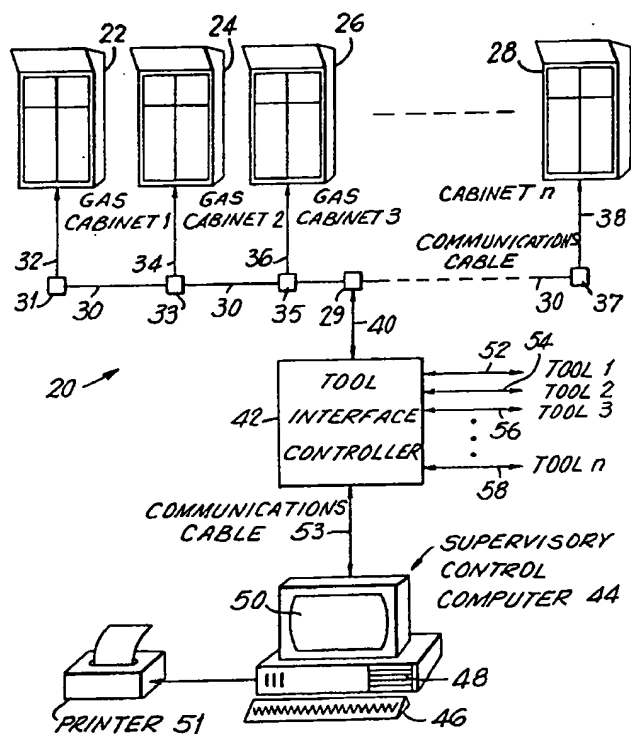 22
24
26
28
GAS
CABINET 1
GAS
CABINET 2
GAS
CABINET 3
CABINET n
32
34
36
38
COMMUNICATIONS
CABLE
31
30
33
30
35
29
30
37
40
20
42
TOOL
INTERFACE
CONTROLLER
52
TOOL 1
54
TOOL 2
TOOL 3
56
TOOL n
58
COMMUNICATIONS
CABLE 53
SUPERVISORY
CONTROL
COMPUTER 44
50
48
46
PRINTER 51